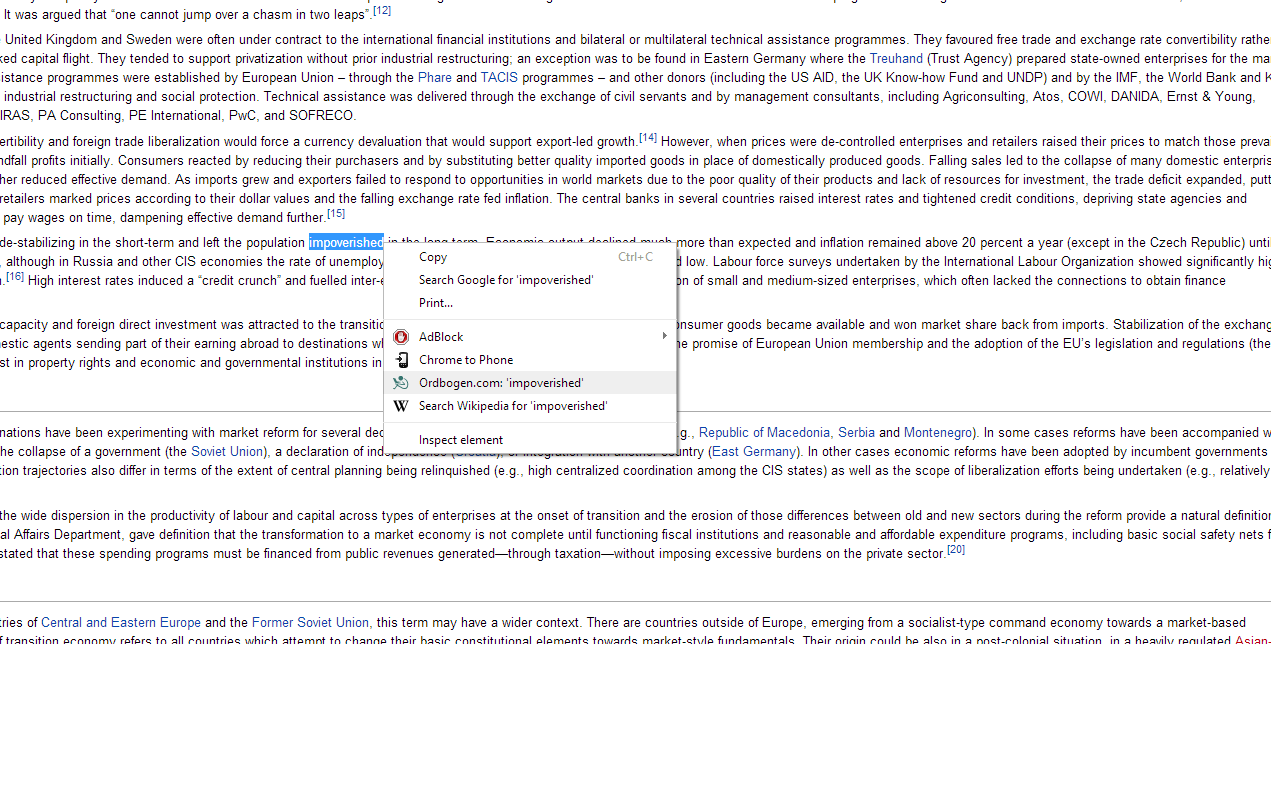 It was argued that “one cannot jump over a chasm in two leaps”.[12]
United Kingdom and Sweden were often under contract to the international financial institutions and bilateral or multilateral technical assistance programmes. They favoured free trade and exchange rate convertibility rathe
ked capital flight. They tended to support privatization without prior industrial restructuring; an exception was to be found in Eastern Germany where the Treuhand (Trust Agency) prepared state-owned enterprises for the ma
sistance programmes were established by European Union – through the Phare and TACIS programmes – and other donors (including the US AID, the UK Know-how Fund and UNDP) and by the IMF, the World Bank and K
industrial restructuring and social protection. Technical assistance was delivered through the exchange of civil servants and by management consultants, including Agriconsulting, Atos, COWI, DANIDA, Ernst & Young,
IRAS, PA Consulting, PE International, PwC, and SOFRECO.
ertibility and foreign trade liberalization would force a currency devaluation that would support export-led growth.[14] However, when prices were de-controlled enterprises and retailers raised their prices to match those preva
ndfall profits initially. Consumers reacted by reducing their purchasers and by substituting better quality imported goods in place of domestically produced goods. Falling sales led to the collapse of many domestic enterpris
her reduced effective demand. As imports grew and exporters failed to respond to opportunities in world markets due to the poor quality of their products and lack of resources for investment, the trade deficit expanded, putt
retailers marked prices according to their dollar values and the falling exchange rate fed inflation. The central banks in several countries raised interest rates and tightened credit conditions, depriving state agencies and
pay wages on time, dampening effective demand further.[15]
de-stabilizing in the short-term and left the population impoverished in the long term. Economic output declined much more than expected and inflation remained above 20 percent a year (except in the Czech Republic) until
, although in Russia and other CIS economies the rate of unemploy d low. Labour force surveys undertaken by the International Labour Organization showed significantly hig
.[16] High interest rates induced a “credit crunch” and fuelled inter-e on of small and medium-sized enterprises, which often lacked the connections to obtain finance
capacity and foreign direct investment was attracted to the transitio onsumer goods became available and won market share back from imports. Stabilization of the exchang
nestic agents sending part of their earning abroad to destinations wh he promise of European Union membership and the adoption of the EU’s legislation and regulations (the
st in property rights and economic and governmental institutions in
Copy Ctrl+C
Search Google for 'impoverished'
Print...
AdBlock
Chrome to Phone
Ordbogen.com: 'impoverished'
Search Wikipedia for 'impoverished'
Inspect element
nations have been experimenting with market reform for several dec .g., Republic of Macedonia, Serbia and Montenegro). In some cases reforms have been accompanied w
he collapse of a government (the Soviet Union), a declaration of independence (Croatia), or integration with another country (East Germany). In other cases economic reforms have been adopted by incumbent governments
tion trajectories also differ in terms of the extent of central planning being relinquished (e.g., high centralized coordination among the CIS states) as well as the scope of liberalization efforts being undertaken (e.g., relatively
the wide dispersion in the productivity of labour and capital across types of enterprises at the onset of transition and the erosion of those differences between old and new sectors during the reform provide a natural definition
al Affairs Department, gave definition that the transformation to a market economy is not complete until functioning fiscal institutions and reasonable and affordable expenditure programs, including basic social safety nets f
stated that these spending programs must be financed from public revenues generated—through taxation—without imposing excessive burdens on the private sector.[20]
tries of Central and Eastern Europe and the Former Soviet Union, this term may have a wider context. There are countries outside of Europe, emerging from a socialist-type command economy towards a market-based
f transition economy refers to all countries which attempt to change their basic constitutional elements towards market-style fundamentals. Their origin could be also in a post-colonial situation, in a heavily regulated Asian-